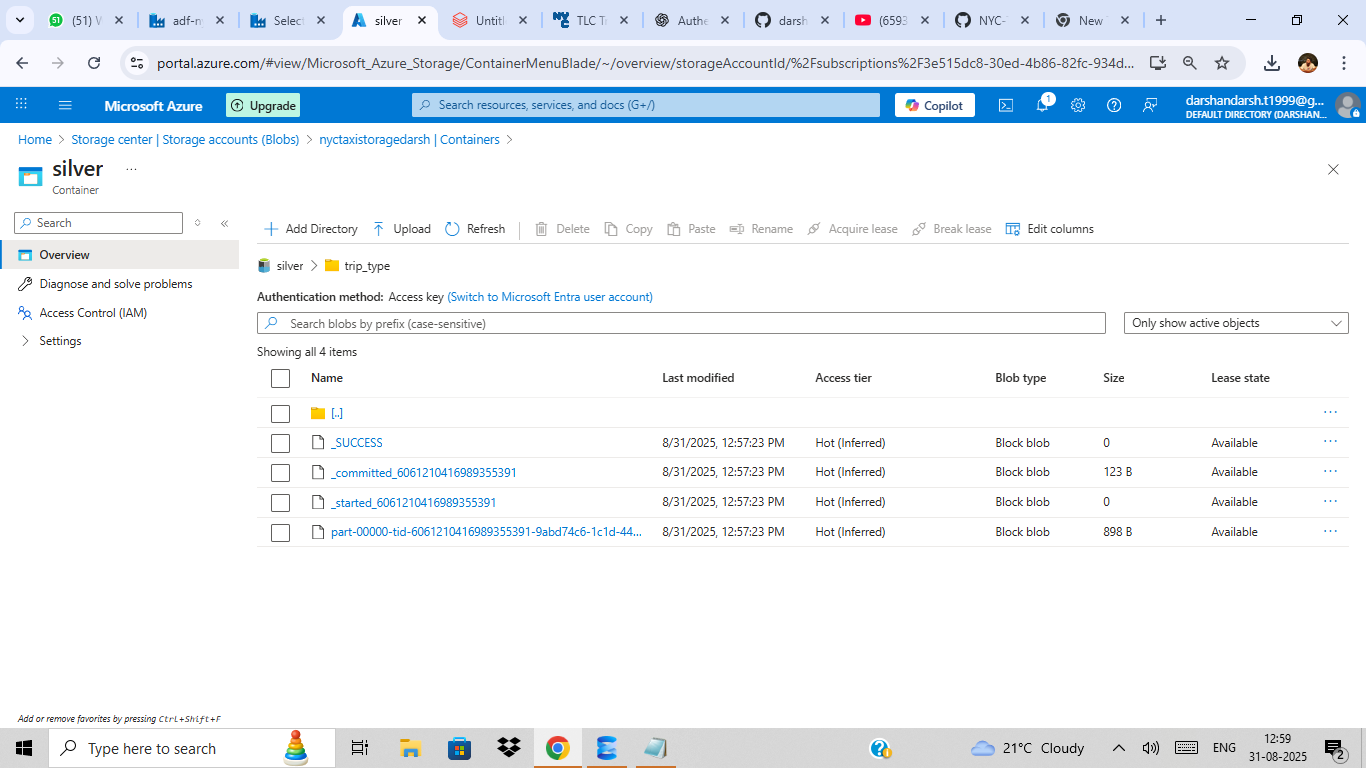 (51) W
adf-n
Select
silver
Untitl
TLC Tr
Authe
darsh
(6593
NYC-
New
portal.azure.com/#view/Microsoft_Azure_Storage/ContainerMenuBlade/~/overview/storageAccountId/%2Fsubscriptions%2F3e515dc8-30ed-4b86-82fc-934d...
Microsoft Azure
Upgrade
Search resources, services, and docs (G+/)
Copilot
1
darshandarsh.t1999@g...
DEFAULT DIRECTORY (DARSHAN...
Home > Storage center | Storage accounts (Blobs) > nyctaxistoragedarsh | Containers >
silver ...
Container
Search
Overview
Diagnose and solve problems
Access Control (IAM)
Settings
Add Directory Upload Refresh Delete Copy Paste Rename Acquire lease Break lease Edit columns
silver > trip_type
Authentication method: Access key (Switch to Microsoft Entra user account)
Search blobs by prefix (case-sensitive)
Only show active objects
Showing all 4 items
Name Last modified Access tier Blob type Size Lease state
[..] ...
_SUCCESS 8/31/2025, 12:57:23 PM Hot (Inferred) Block blob 0 Available ...
_committed_6061210416989355391 8/31/2025, 12:57:23 PM Hot (Inferred) Block blob 123 B Available ...
_started_6061210416989355391 8/31/2025, 12:57:23 PM Hot (Inferred) Block blob 0 Available ...
part-00000-tid-6061210416989355391-9abd74c6-1c1d-44... 8/31/2025, 12:57:23 PM Hot (Inferred) Block blob 898 B Available ...
Add or remove favorites by pressing Ctrl+Shift+F
Type here to search
21°C Cloudy
ENG
12:59
31-08-2025
2